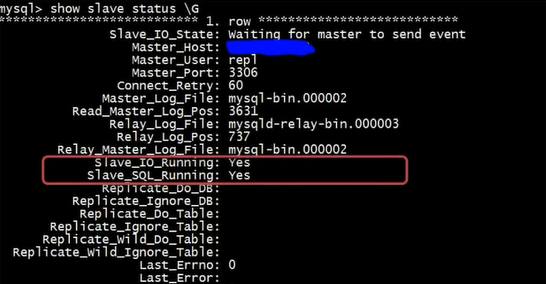 mysql> show slave status \G
*************************** 1. row ***************************
Slave_IO_State: Waiting for master to send event
Master_Host:
Master_User: repl
Master_Port: 3306
Connect_Retry: 60
Master_Log_File: mysql-bin.000002
Read_Master_Log_Pos: 3631
Relay_Log_File: mysqld-relay-bin.000003
Relay_Log_Pos: 737
Relay_Master_Log_File: mysql-bin.000002
Slave_IO_Running: Yes
Slave_SQL_Running: Yes
Replicate_Do_DB:
Replicate_Ignore_DB:
Replicate_Do_Table:
Replicate_Ignore_Table:
Replicate_Wild_Do_Table:
Replicate_Wild_Ignore_Table:
Last_Errno: 0
Last_Error: